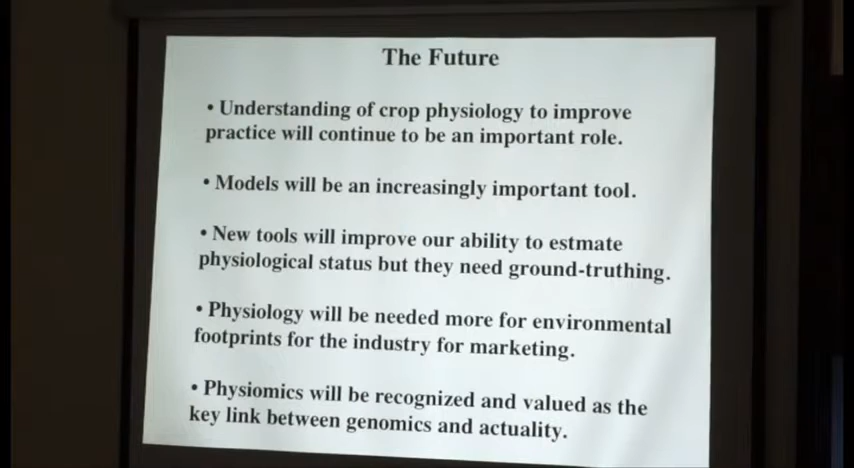 The Future
• Understanding of crop physiology to improve
practice will continue to be an important role.
• Models will be an increasingly important tool.
• New tools will improve our ability to estmate
physiological status but they need ground-truthing.
• Physiology will be needed more for environmental
footprints for the industry for marketing.
• Physiomics will be recognized and valued as the
key link between genomics and actuality.